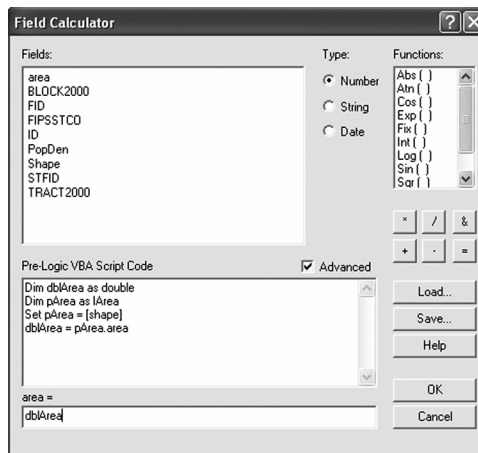 Field Calculator
Fields:
Type:
Functions:
area
BLOCK2000
FID
FIPSSTCO
ID
PopDen
Shape
STFID
TRACT2000
Number
String
Date
Abs ( )
Atn ( )
Cos ( )
Exp ( )
Fix ( )
Int ( )
Log ( )
Sin ( )
Sqr ( )
* / &
+ - =
Pre-Logic VBA Script Code
Advanced
Dim dblArea as double
Dim pArea as IArea
Set pArea = [shape]
dblArea = pArea.area
Load...
Save...
Help
area =
dblArea
OK
Cancel